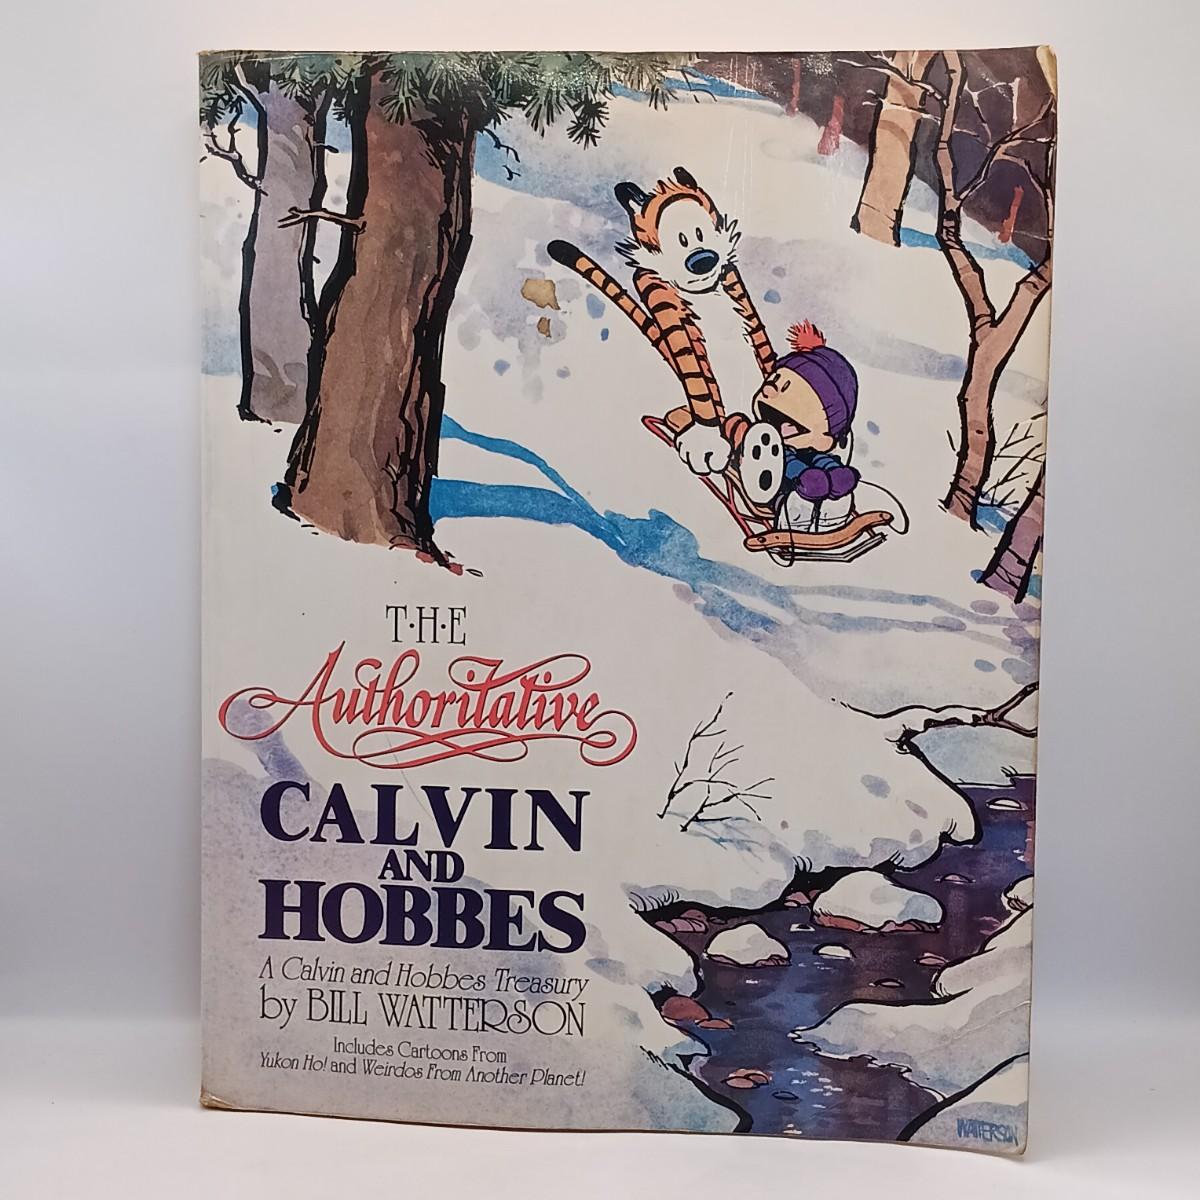 T·H·E
Authoritative
CALVIN
AND
HOBBES
A Calvin and Hobbes Treasury
by BILL WATTERSON
Includes Cartoons From
Yukon Ho! and Weirdos From Another Planet!
WATTERSON